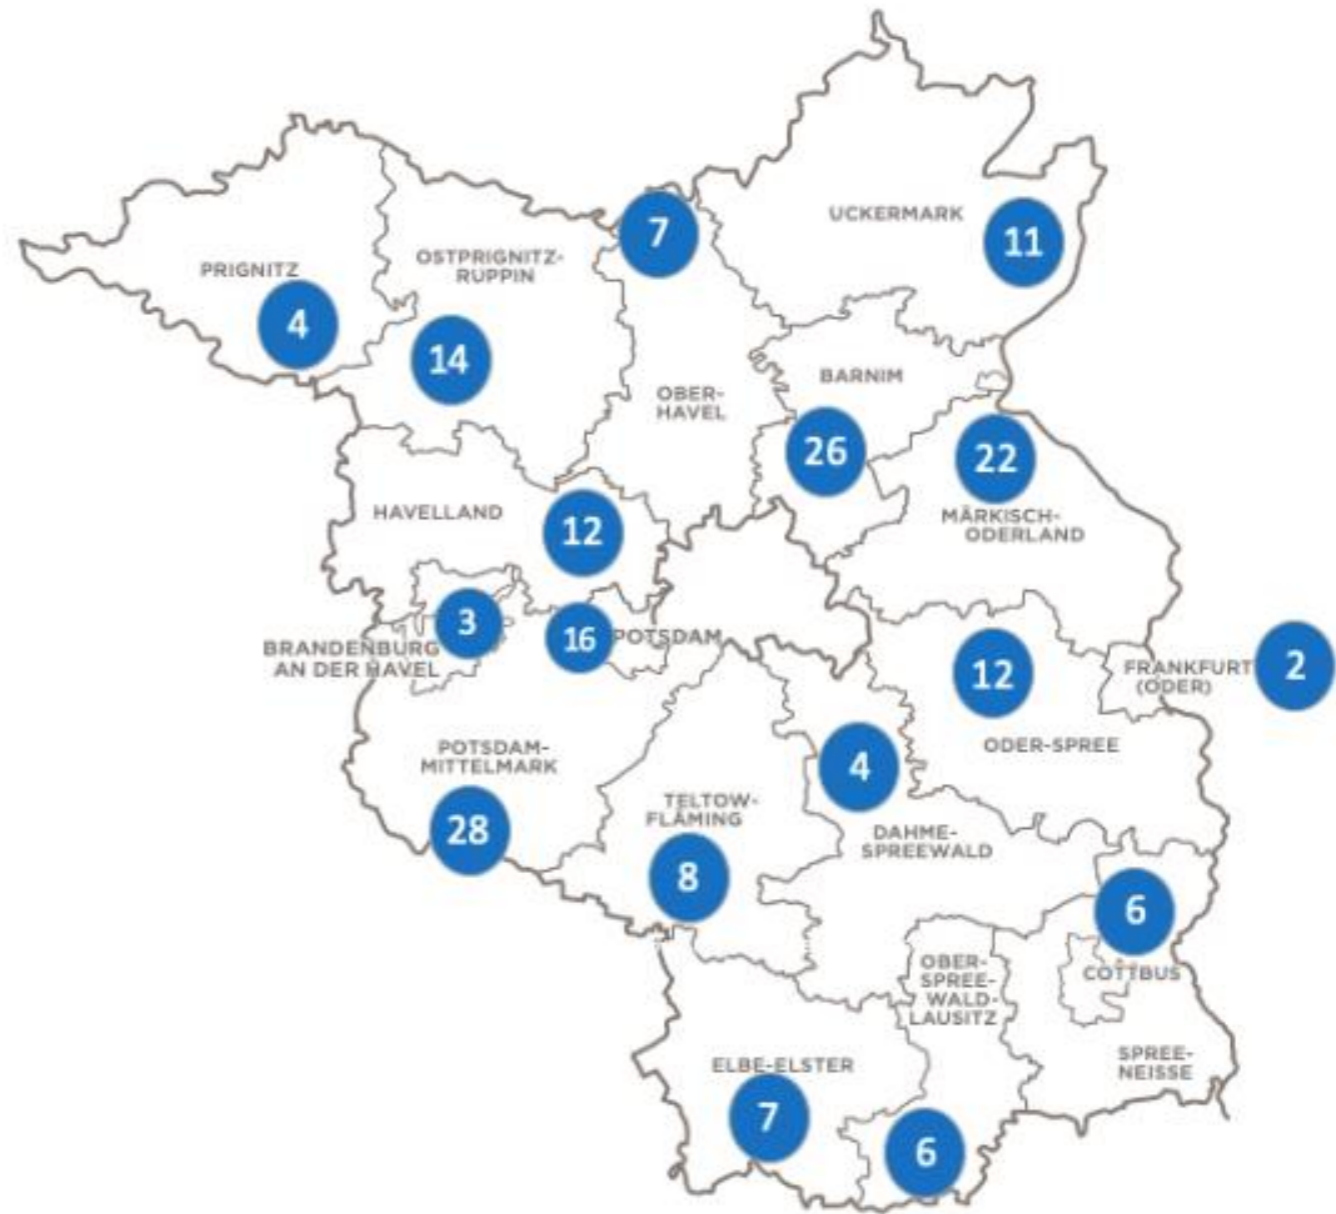 7
UCKERMARK
11
PRIGNITZ
4
OSTPRIGNITZ-
RUPPIN
14
OBER-
HAVEL
BARNIM
26
22
MÄRKISCH-
ODERLAND
HAVELLAND
12
3
BRANDENBURG
AN DER HAVEL
16
POTSDAM
12
ODER-SPREE
FRANKFURT
(ODER)
2
POTSDAM-
MITTELMARK
28
TELTOW-
FLÄMING
8
4
DAHME-
SPREEWALD
6
COTTBUS
OBER-
SPREE-
WALD-
LAUSITZ
SPREE-
NEISSE
ELBE-ELSTER
7
6